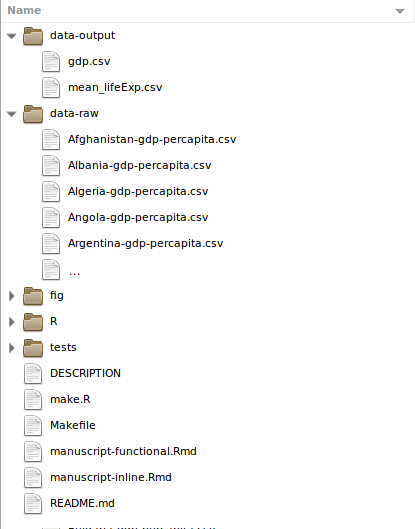 Name
data-output
gdp.csv
mean_lifeExp.csv
data-raw
Afghanistan-gdp-percapita.csv
Albania-gdp-percapita.csv
Algeria-gdp-percapita.csv
Angola-gdp-percapita.csv
Argentina-gdp-percapita.csv
...
fig
R
tests
DESCRIPTION
make.R
Makefile
manuscript-functional.Rmd
manuscript-inline.Rmd
README.md